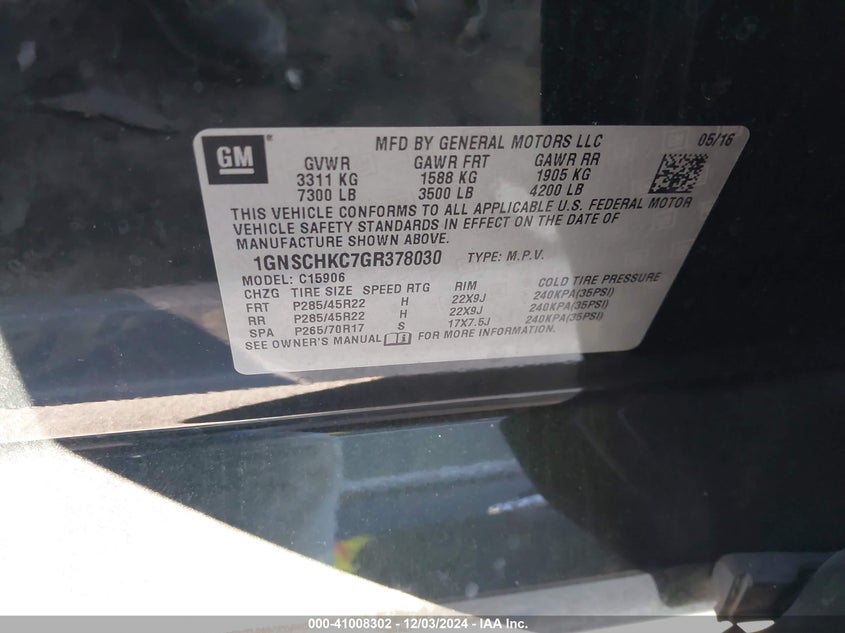 GM ® MFD BY GENERAL MOTORS LLC 05/16
GVWR GAWR FRT GAWR RR
3311 KG 1588 KG 1905 KG
7300 LB 3500 LB 4200 LB
THIS VEHICLE CONFORMS TO ALL APPLICABLE U.S. FEDERAL MOTOR
VEHICLE SAFETY STANDARDS IN EFFECT ON THE DATE OF
MANUFACTURE SHOWN ABOVE.
1GNSCHKC7GR378030 TYPE: M.P.V.
MODEL: C15906
CHZG TIRE SIZE SPEED RTG RIM COLD TIRE PRESSURE
FRT P285/45R22 H 22X9J 240KPA(35PSI)
RR P285/45R22 H 22X9J 240KPA(35PSI)
SPA P265/70R17 S 17X7.5J 240KPA(35PSI)
SEE OWNER'S MANUAL FOR MORE INFORMATION.
000-41008302 - 12/03/2024 - IAA Inc.